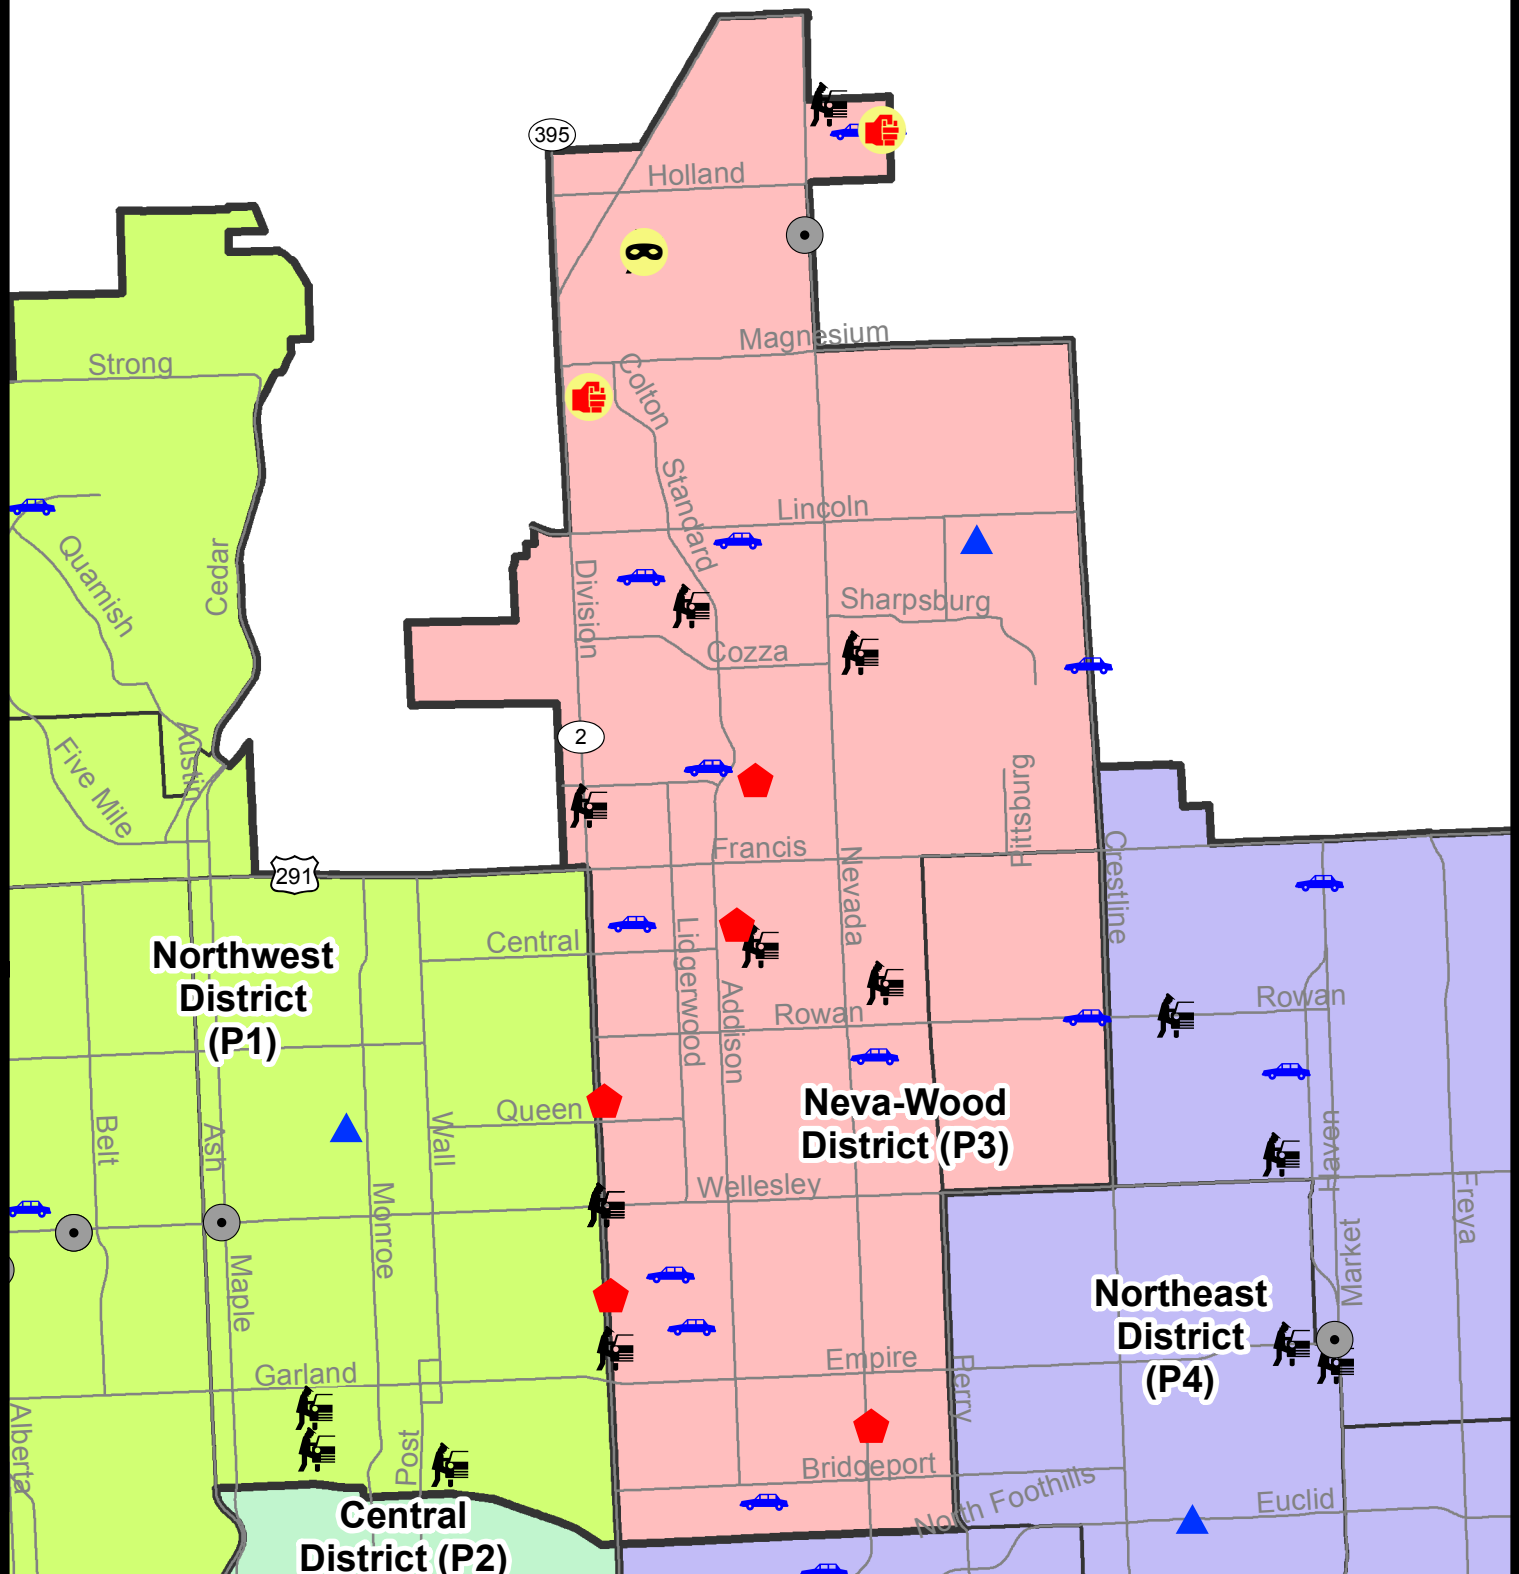 395
Holland
Magnesium
Strong
Colton
Standard
Lincoln
Quamish
Cedar
Division
Sharpsburg
Cozza
2
Austin
Five Mile
Pittsburg
Francis
Nevada
Crestline
291
Northwest
District
(P1)
Central
Lidgerwood
Addison
Rowan
Rowan
Neva-Wood
District (P3)
Queen
Belt
Ash
Wall
Haven
Wellesley
Monroe
Freya
Maple
Market
Northeast
District
(P4)
Empire
Perry
Garland
Alberta
Post
Bridgeport
North Foothills
Euclid
Central
District (P2)